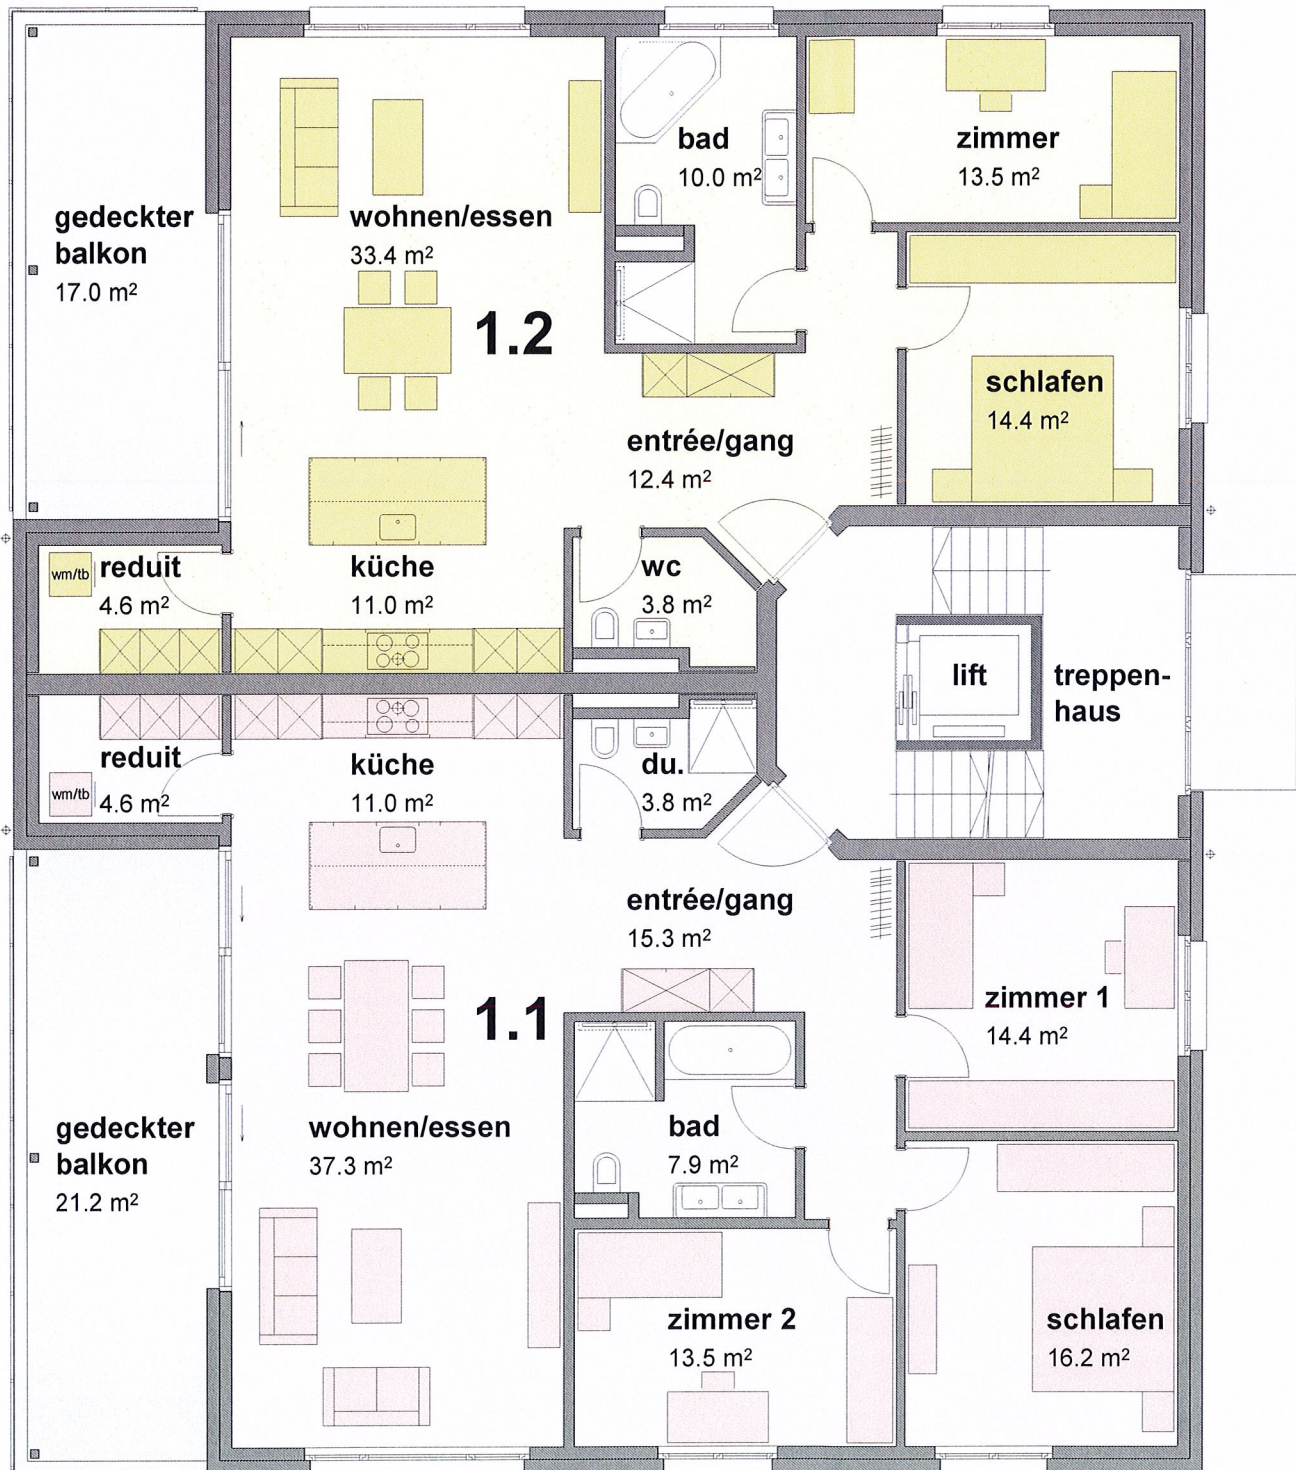 gedeckter
balkon
17.0 m²
wohnen/essen
33.4 m²
1.2
bad
10.0 m²
zimmer
13.5 m²
schlafen
14.4 m²
entrée/gang
12.4 m²
wm/tb
reduit
4.6 m²
küche
11.0 m²
wc
3.8 m²
lift
treppen-
haus
reduit
wm/tb
4.6 m²
küche
11.0 m²
du.
3.8 m²
entrée/gang
15.3 m²
1.1
zimmer 1
14.4 m²
gedeckter
balkon
21.2 m²
wohnen/essen
37.3 m²
bad
7.9 m²
zimmer 2
13.5 m²
schlafen
16.2 m²